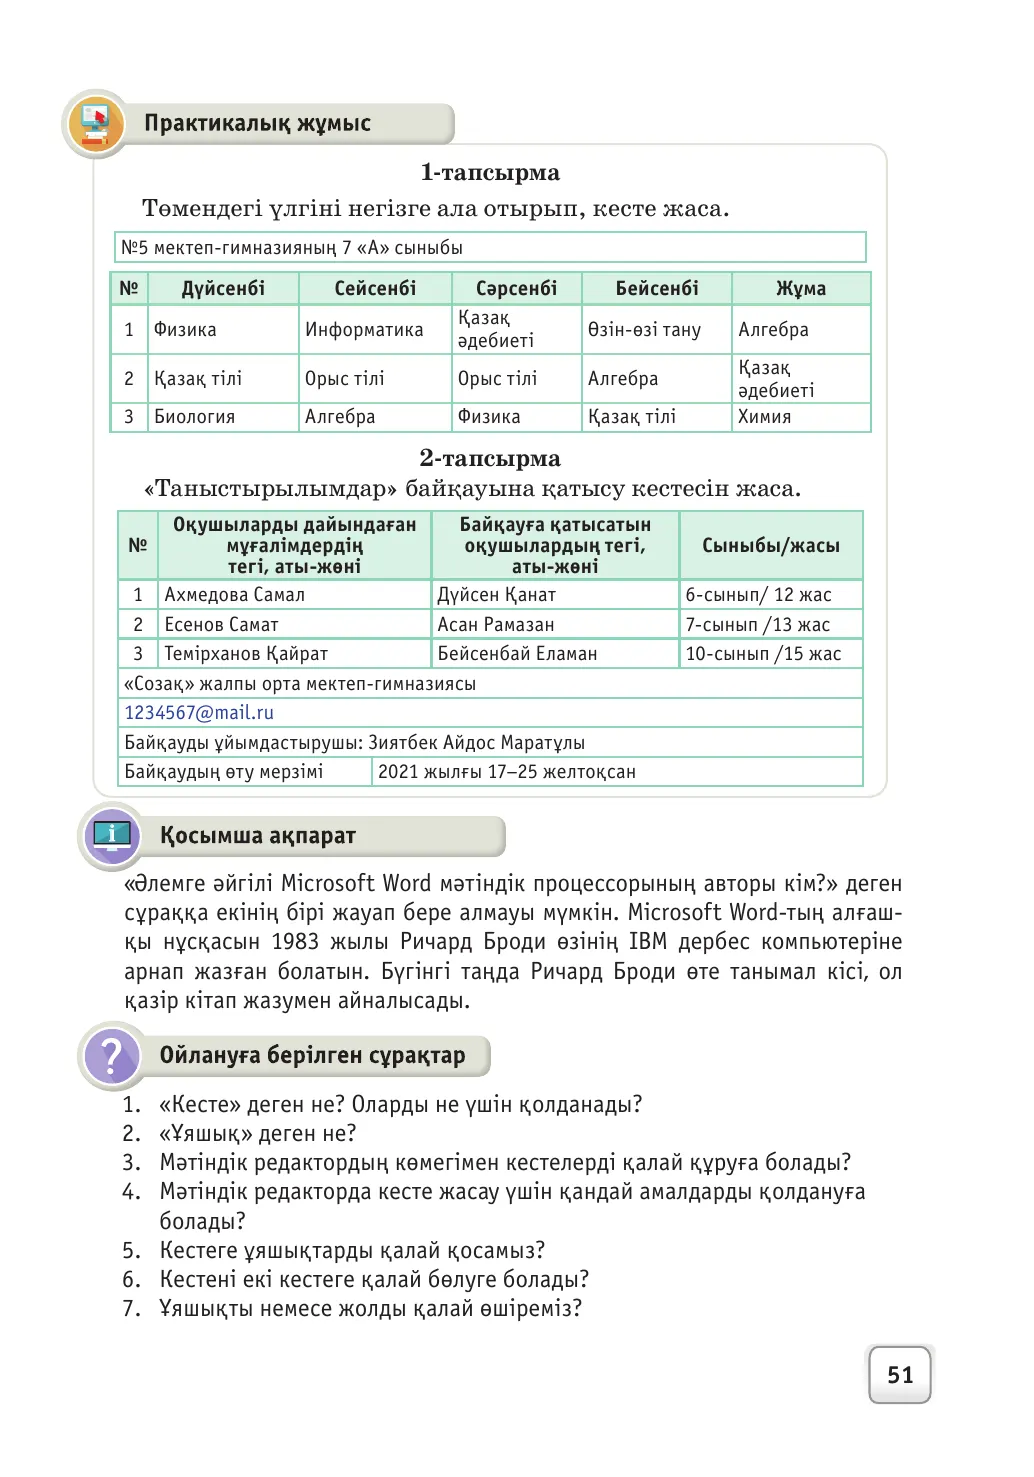 Практикалық жұмыс
1-тапсырма
Төмендегі үлгіні негізге ала отырып, кесте жаса.
№5 мектеп-гимназияның 7 «А» сыныбы
№ Дүйсенбі Сейсенбі Сәрсенбі Бейсенбі Жұма
1 Физика Информатика Қазақ әдебиеті Өзін-өзі тану Алгебра
2 Қазақ тілі Орыс тілі Орыс тілі Алгебра Қазақ әдебиеті
3 Биология Алгебра Физика Қазақ тілі Химия
2-тапсырма
«Таныстырылымдар» байқауына қатысу кестесін жаса.
№ Оқушыларды дайындаған мұғалімдердің тегі, аты-жөні Байқауға қатысатын оқушылардың тегі, аты-жөні Сыныбы/жасы
1 Ахмедова Самал Дүйсен Қанат 6-сынып/ 12 жас
2 Есенов Самат Асан Рамазан 7-сынып /13 жас
3 Темірханов Қайрат Бейсенбай Еламан 10-сынып /15 жас
«Созақ» жалпы орта мектеп-гимназиясы
1234567@mail.ru
Байқауды ұйымдастырушы: Зиятбек Айдос Маратұлы
Байқаудың өту мерзімі 2021 жылғы 17–25 желтоқсан
Қосымша ақпарат
«Әлемге әйгілі Microsoft Word мәтіндік процессорының авторы кім?» деген
сұраққа екінің бірі жауап бере алмауы мүмкін. Microsoft Word-тың алғаш-
қы нұсқасын 1983 жылы Ричард Броди өзінің IBM дербес компьютеріне
арнап жазған болатын. Бүгінгі таңда Ричард Броди өте танымал кісі, ол
қазір кітап жазумен айналысады.
Ойлануға берілген сұрақтар
1. «Кесте» деген не? Оларды не үшін қолданады?
2. «Ұяшық» деген не?
3. Мәтіндік редактордың көмегімен кестелерді қалай құруға болады?
4. Мәтіндік редакторда кесте жасау үшін қандай амалдарды қолдануға
болады?
5. Кестеге ұяшықтарды қалай қосамыз?
6. Кестені екі кестеге қалай бөлуге болады?
7. Ұяшықты немесе жолды қалай өшіреміз?
51